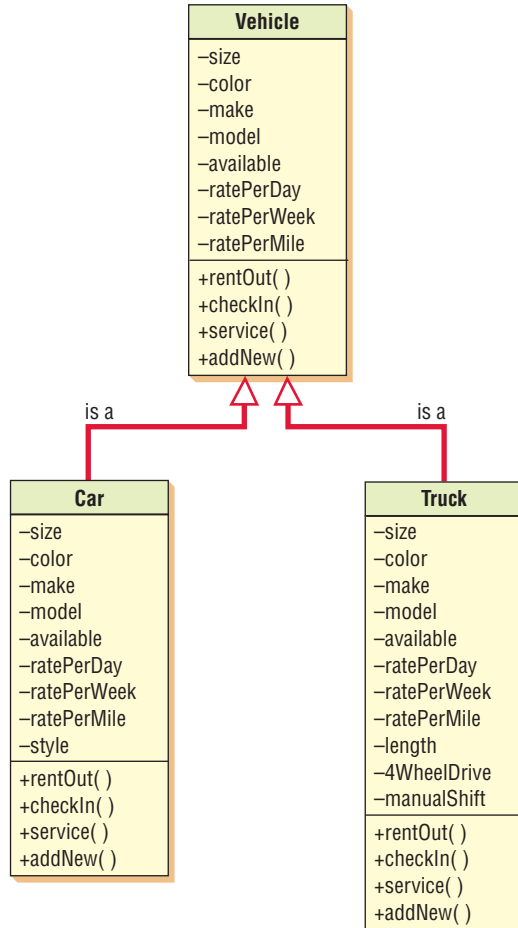 Vehicle
–size
–color
–make
–model
–available
–ratePerDay
–ratePerWeek
–ratePerMile
+rentOut( )
+checkIn( )
+service( )
+addNew( )
is a
is a
Car
–size
–color
–make
–model
–available
–ratePerDay
–ratePerWeek
–ratePerMile
–style
+rentOut( )
+checkIn( )
+service( )
+addNew( )
Truck
–size
–color
–make
–model
–available
–ratePerDay
–ratePerWeek
–ratePerMile
–length
–4WheelDrive
–manualShift
+rentOut( )
+checkIn( )
+service( )
+addNew( )